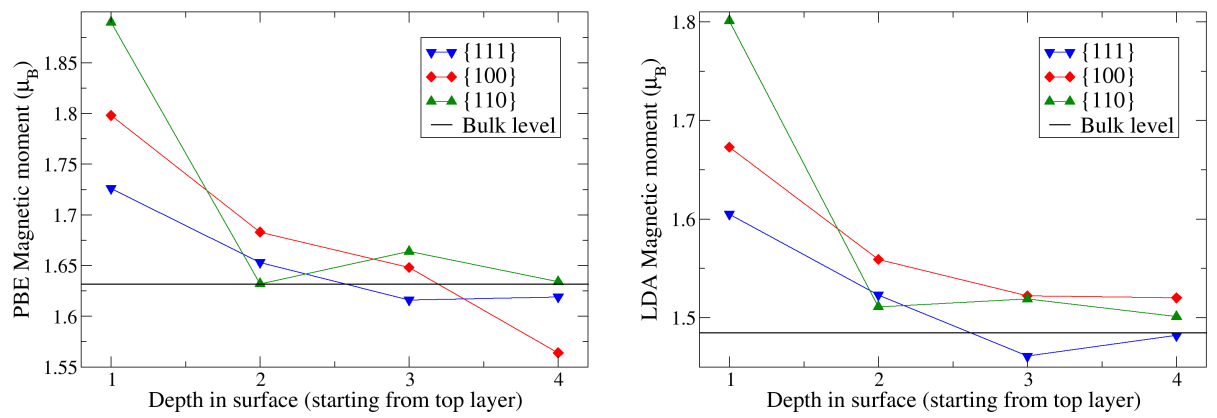 PBE Magnetic moment (μB)
1.85
1.8
1.75
1.7
1.65
1.6
1.55
{111}
{100}
{110}
Bulk level
1 2 3 4
Depth in surface (starting from top layer)
LDA Magnetic moment (μB)
1.8
1.7
1.6
1.5
{111}
{100}
{110}
Bulk level
1 2 3 4
Depth in surface (starting from top layer)